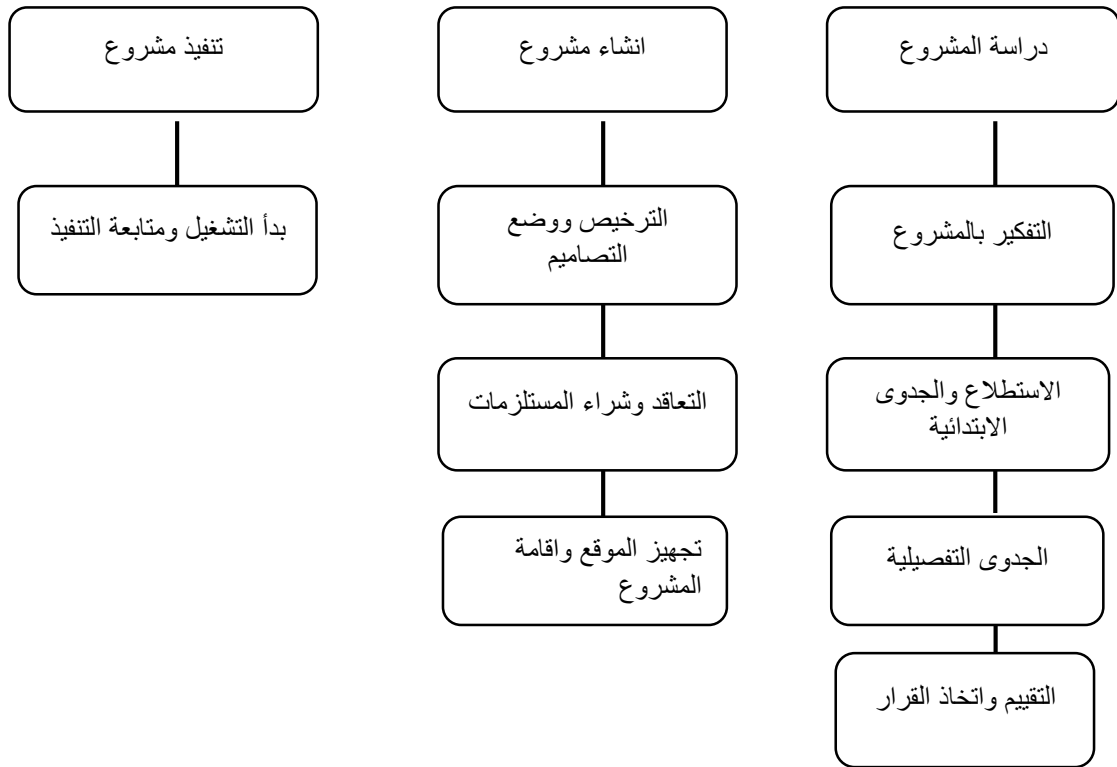 دراسة المشروع
التفكير بالمشروع
الاستطلاع والجدوى
الابتدائية
الجدوى التفصيلية
التقييم واتخاذ القرار
انشاء مشروع
الترخيص ووضع
التصاميم
التعاقد وشراء المستلزمات
تجهيز الموقع واقامة
المشروع
تنفيذ مشروع
بدأ التشغيل ومتابعة التنفيذ